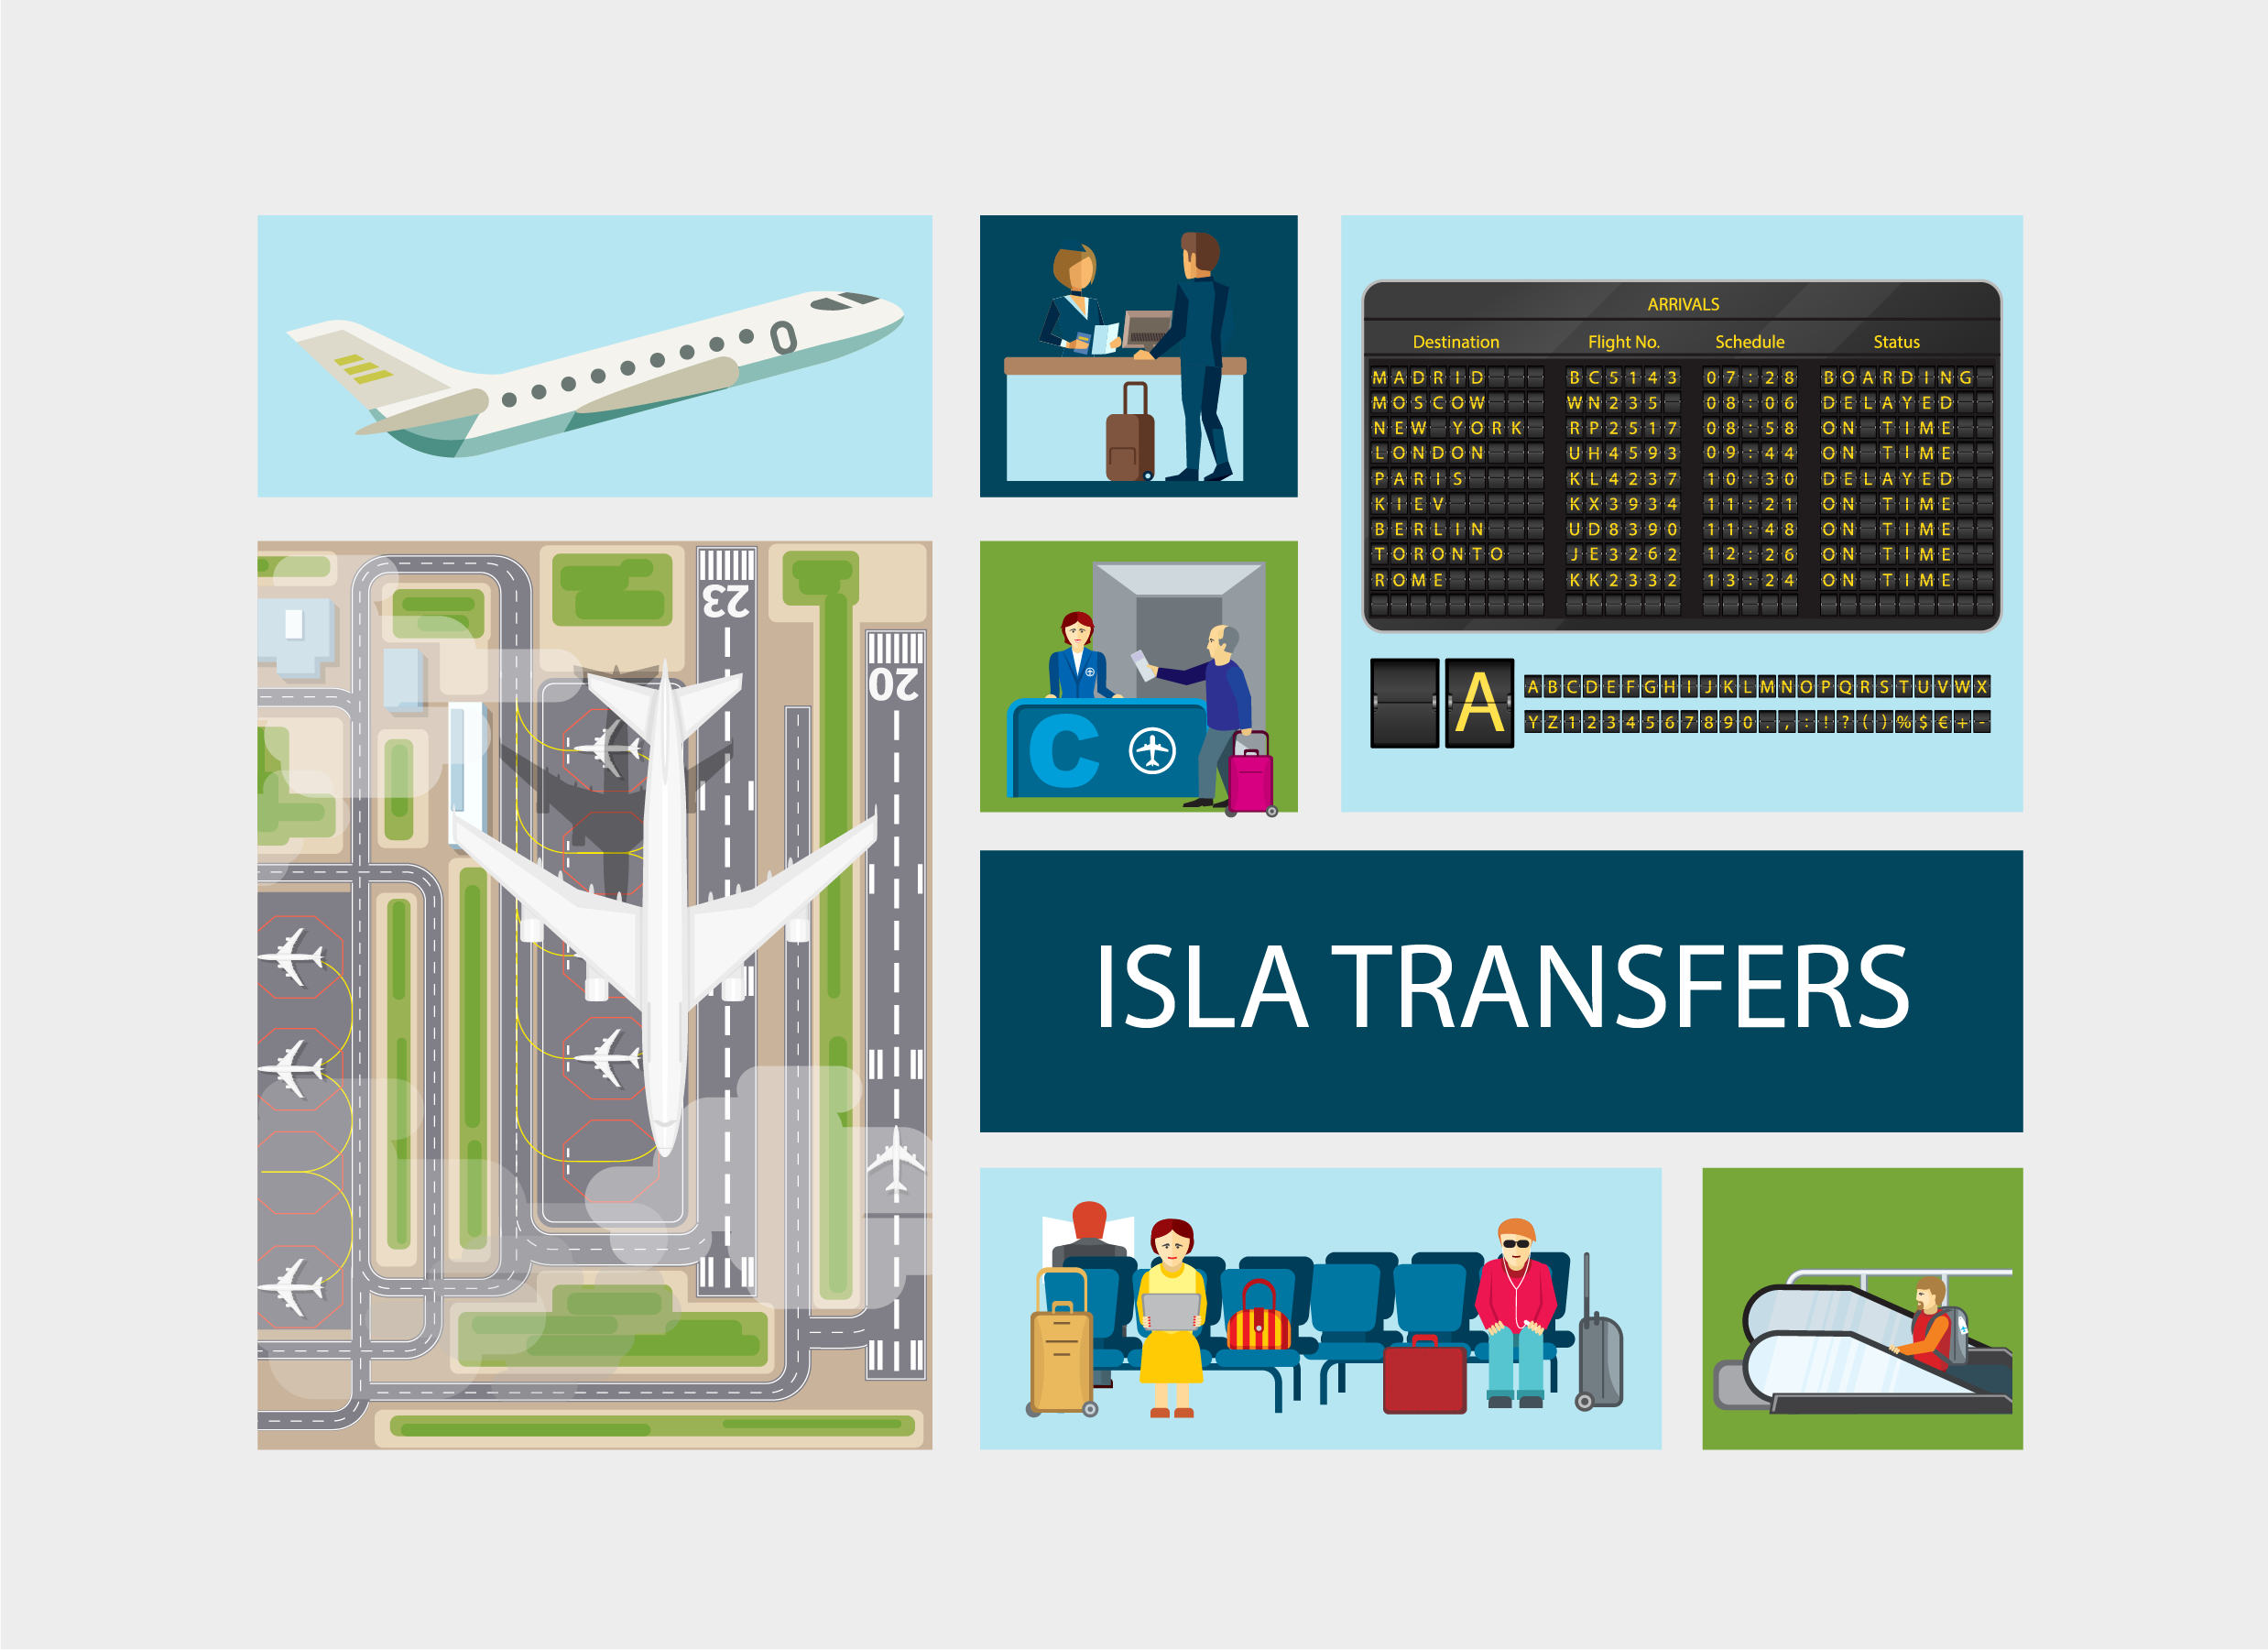 ARRIVALS
Destination Flight No. Schedule Status
MADRID BC5143 07:28 BOARDING
MOSCOW WN235 08:06 DELAYED
NEW YORK RP2517 08:58 ON TIME
LONDON UH4593 09:44 ON TIME
PARIS KL4237 10:30 DELAYED
KIEV KX3934 11:21 ON TIME
BERLIN UD8390 11:48 ON TIME
TORONTO JE3262 12:26 ON TIME
ROME KK2332 13:24 ON TIME
A
ABCDEFGHIJKLMNOPQRSTUVWX
YZ1234567890.,:!?()%$€+-
23
20
C
ISLA TRANSFERS